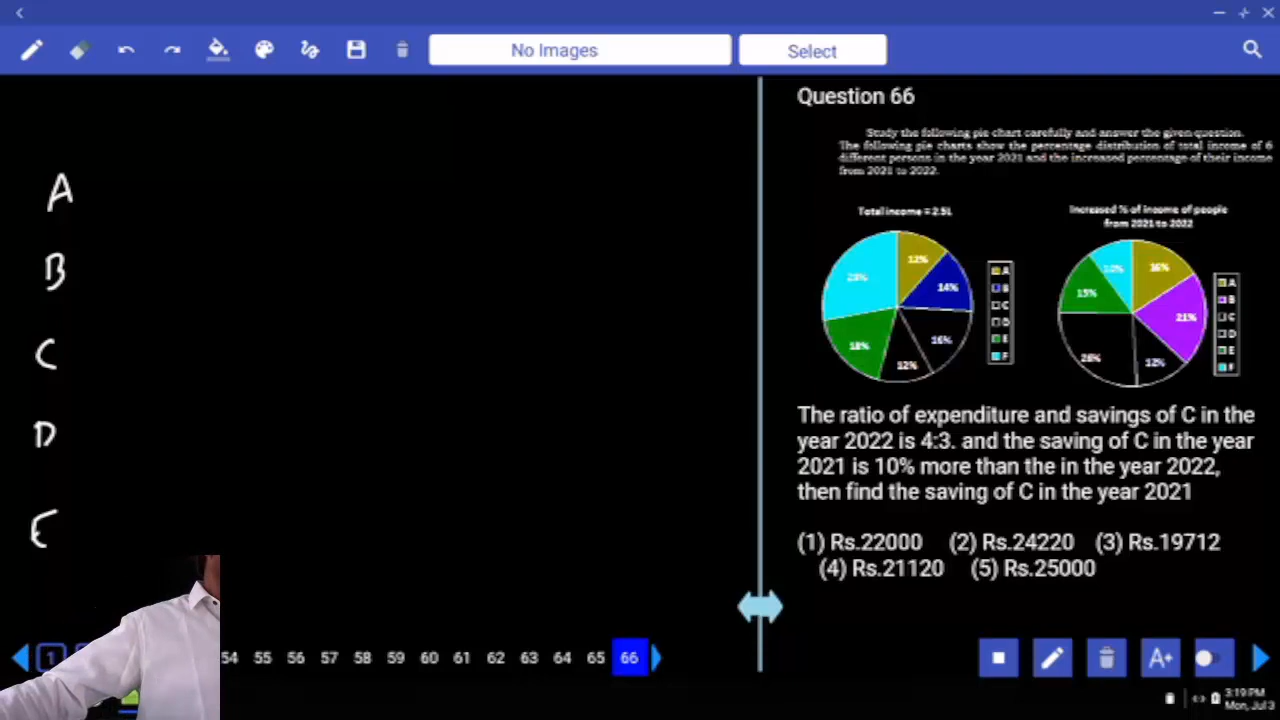 No Images
Select
Question 66
Study the following pie chart carefully and answer the given question.
The following pie charts show the percentage distribution of total income of 6
different persons in the year 2021 and the increased percentage of their income
from 2021 to 2022.
Total income = 2.5L
Increased % of income of people
from 2021 to 2022
12%
14%
16%
12%
18%
28%
A
B
C
D
E
F
16%
21%
12%
26%
15%
10%
A
B
C
D
E
F
The ratio of expenditure and savings of C in the
year 2022 is 4:3. and the saving of C in the year
2021 is 10% more than the in the year 2022,
then find the saving of C in the year 2021
(1) Rs.22000 (2) Rs.24220 (3) Rs.19712
(4) Rs.21120 (5) Rs.25000
A
B
C
D
E
1
54 55 56 57 58 59 60 61 62 63 64 65 66
A+
3:19PM
Mon, Jul 3